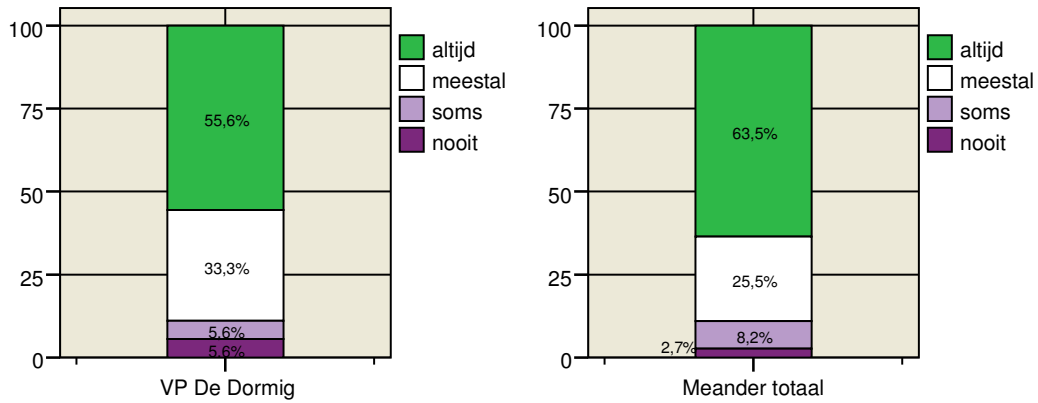 100
75
50
25
0
55,6%
33,3%
5,6%
5,6%
VP De Dormig
altijd
meestal
soms
nooit
100
75
50
25
0
63,5%
25,5%
8,2%
2,7%
Meander totaal
altijd
meestal
soms
nooit